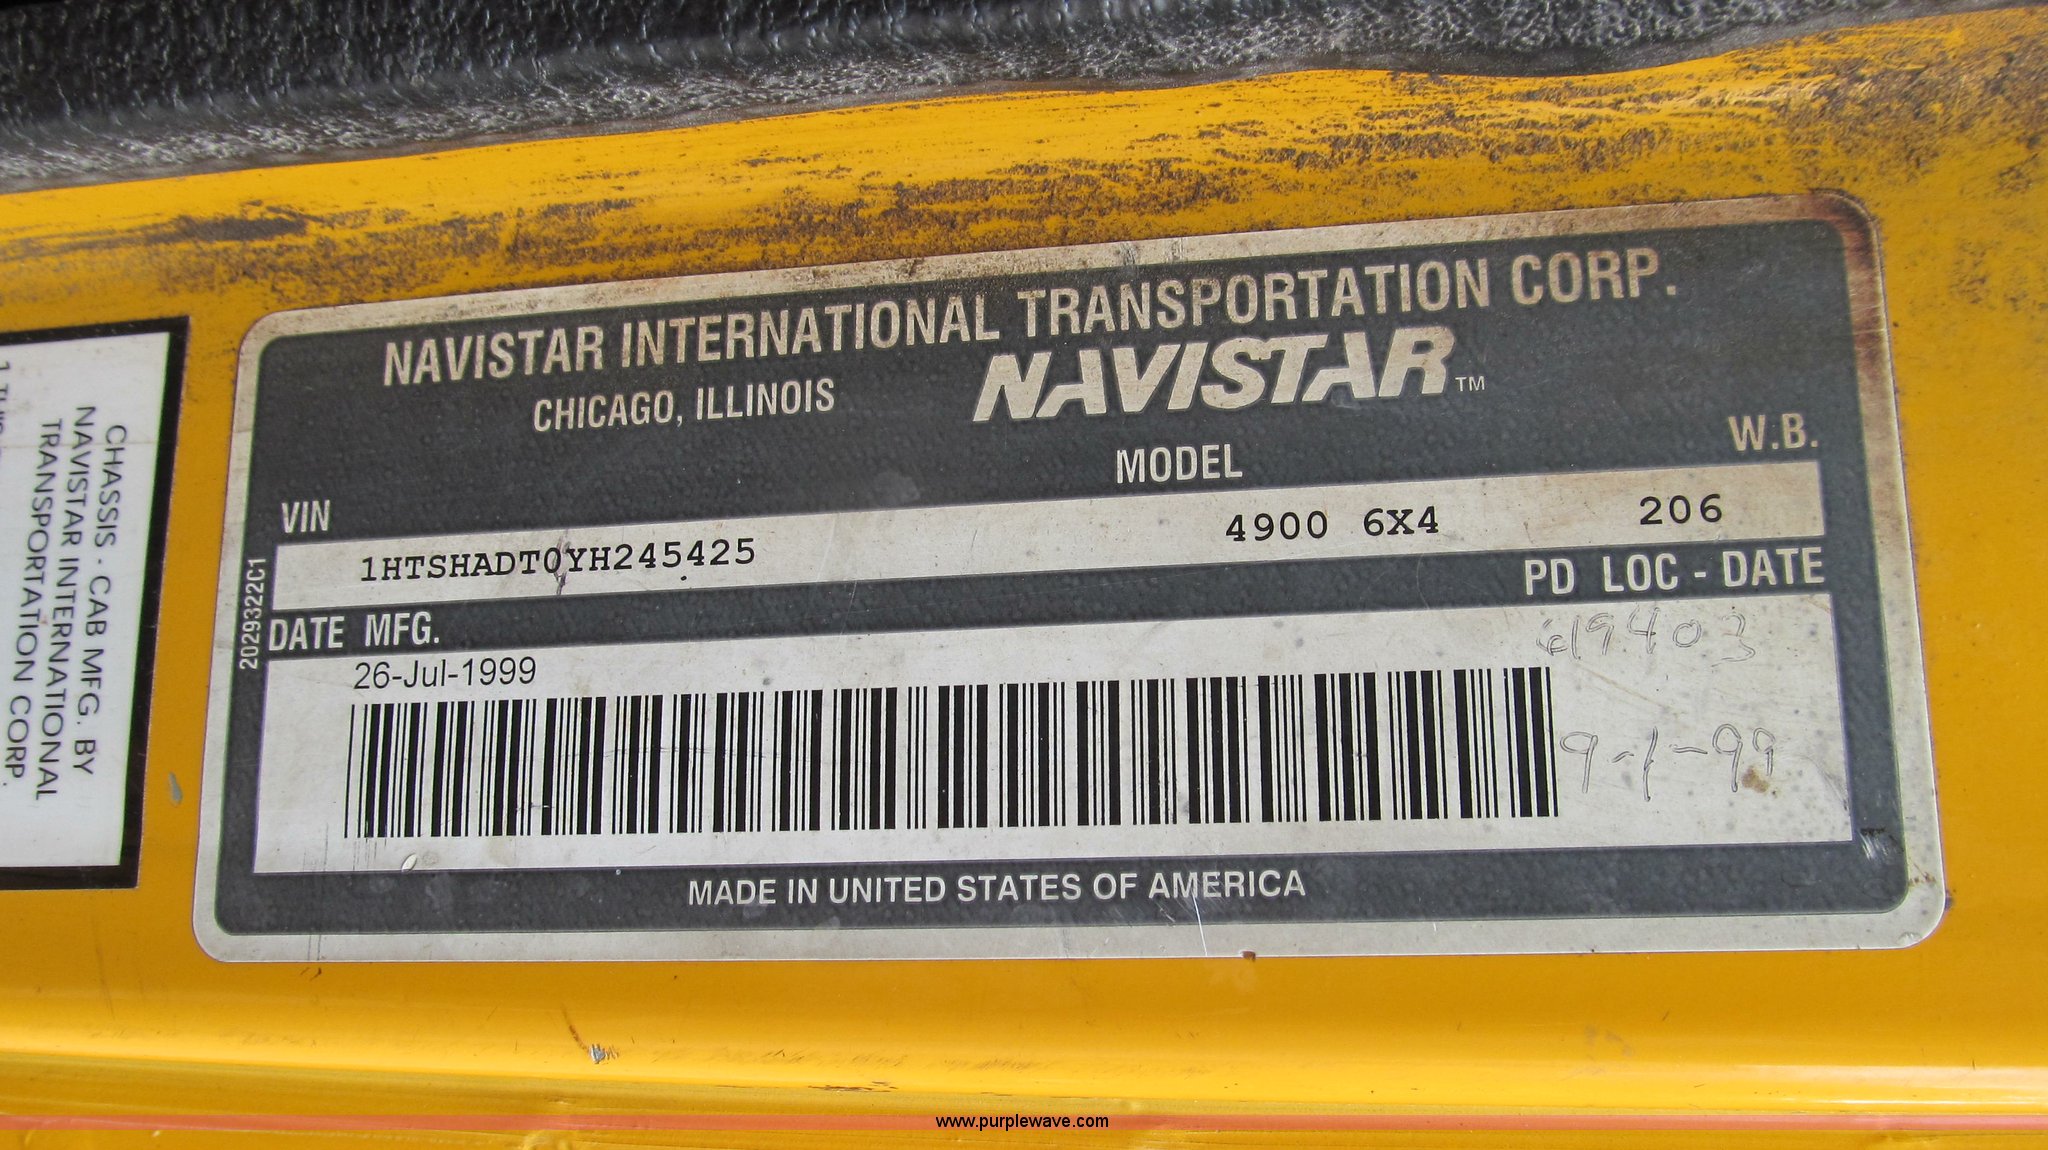 NAVISTAR INTERNATIONAL TRANSPORTATION CORP.
CHICAGO, ILLINOIS
NAVISTAR™
VIN
MODEL
W.B.
1HTSHADT0YH245425
4900 6X4
206
DATE MFG.
PD LOC - DATE
26-Jul-1999
9-1-99
MADE IN UNITED STATES OF AMERICA
2029322C1
CHASSIS - CAB MFG. BY
NAVISTAR INTERNATIONAL
TRANSPORTATION CORP.
www.purplewave.com